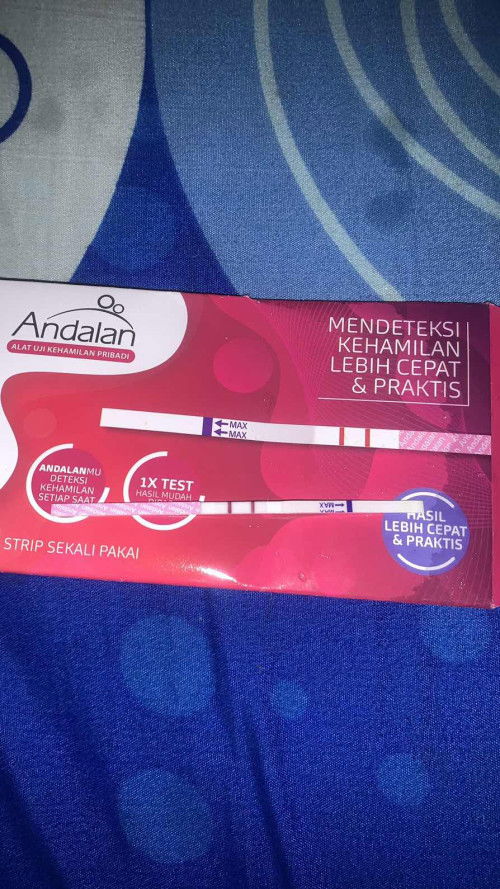 Andalan
ALAT UJI KEHAMILAN PRIBADI
MENDETEKSI
KEHAMILAN
LEBIH CEPAT
& PRAKTIS
MAX
MAX
ANDALANMU
DETEKSI
KEHAMILAN
SETIAP SAAT
1X TEST
HASIL MUDAH
MAX
HASIL
LEBIH CEPAT
& PRAKTIS
STRIP SEKALI PAKAI